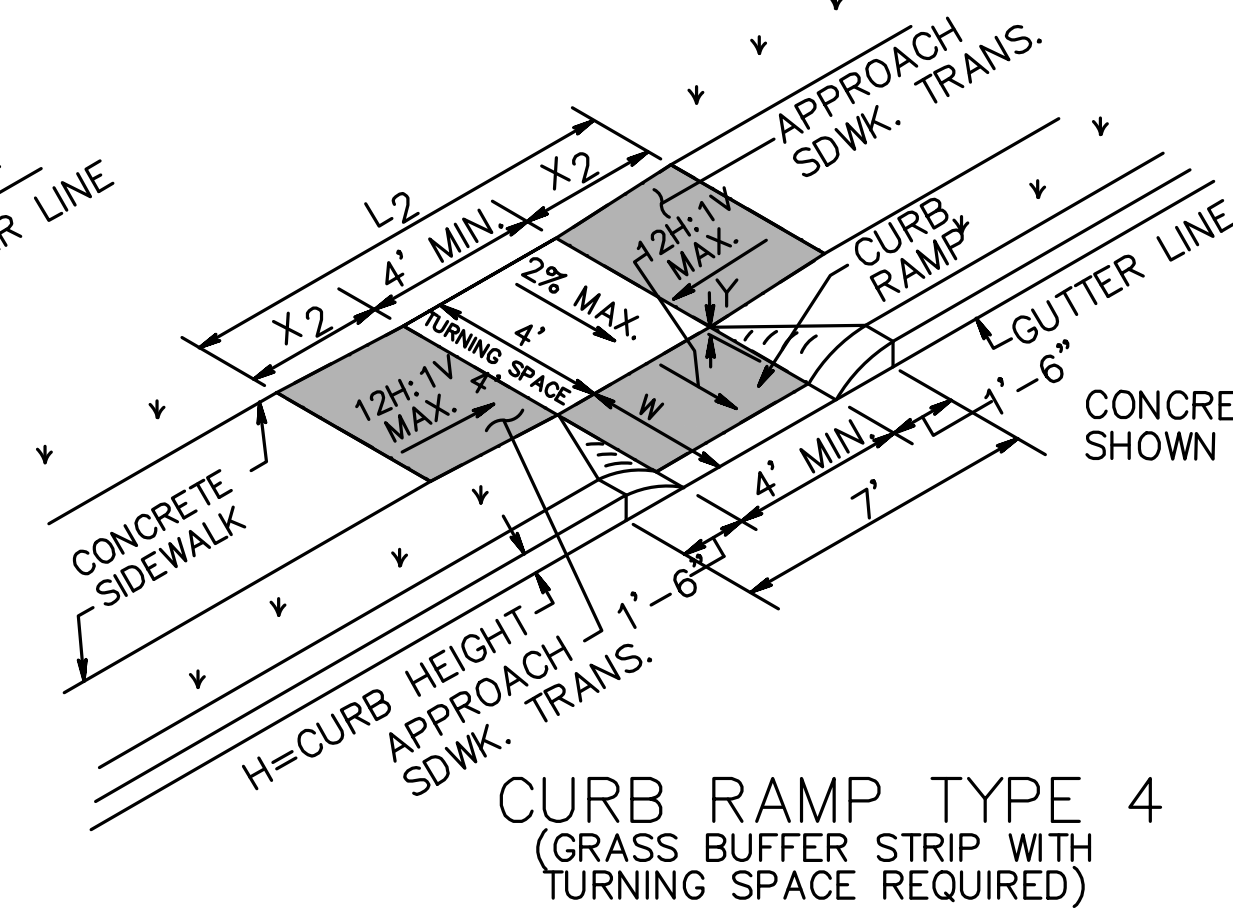 R LINE
APPROACH
SDWK. TRANS.
X2
L2
4' MIN.
X2
12H:1V
MAX.
CURB
RAMP
2% MAX.
Y
GUTTER LINE
4'
TURNING SPACE
4'
12H:1V
MAX.
W
1'-6"
CONCRE
SHOWN
4' MIN.
7'
CONCRETE
SIDEWALK
1'-6"
H=CURB HEIGHT
APPROACH
SDWK. TRANS.
CURB RAMP TYPE 4
(GRASS BUFFER STRIP WITH
TURNING SPACE REQUIRED)